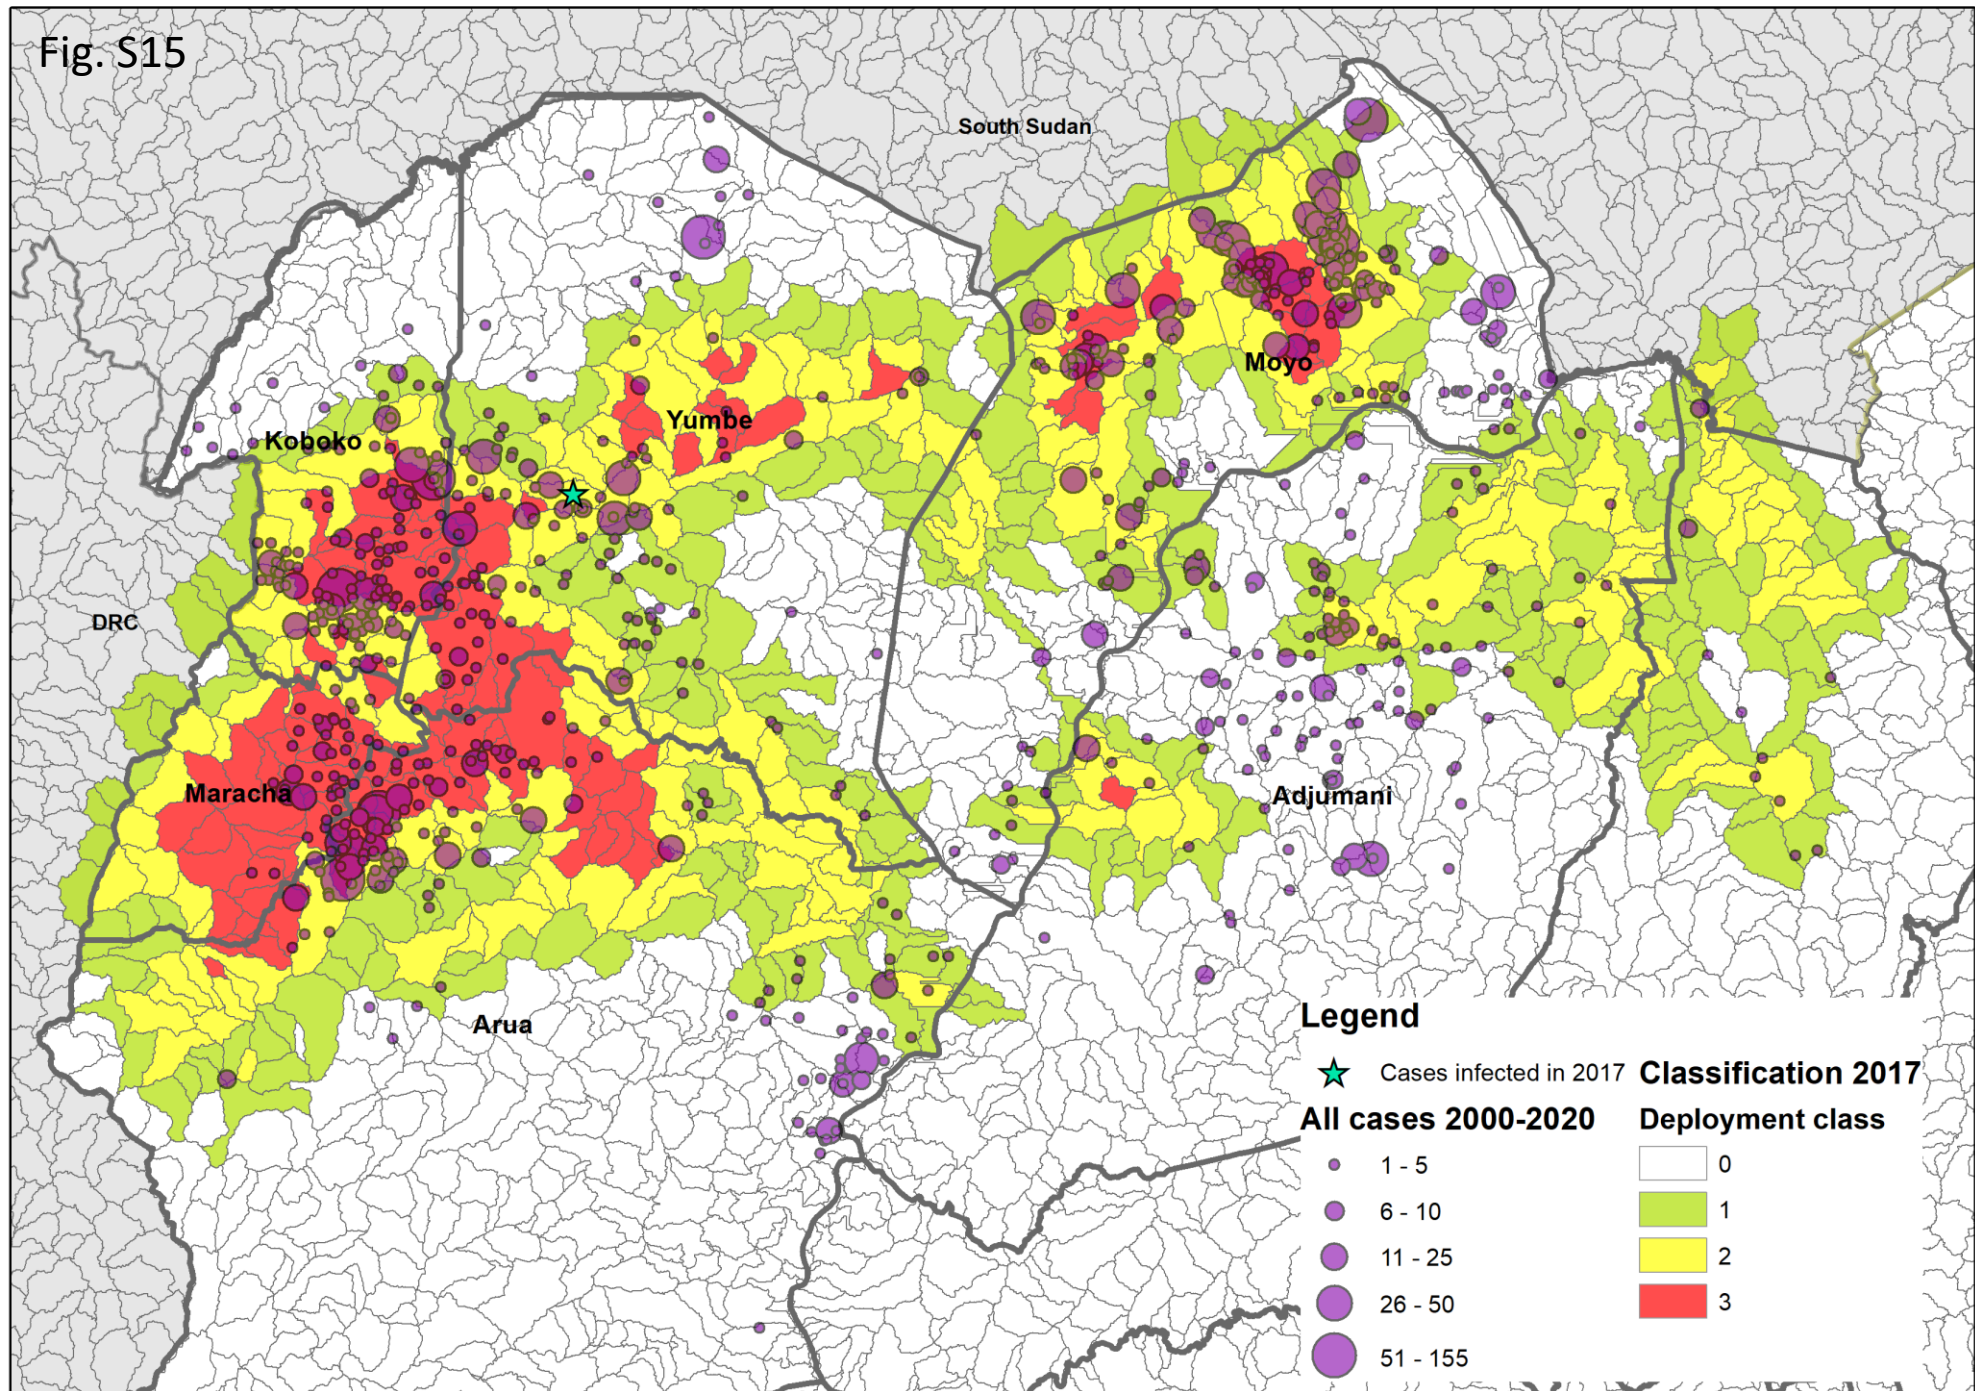 Fig. S15
South Sudan
Moyo
Yumbe
Koboko
DRC
Maracha
Adjumani
Arua
Legend
Cases infected in 2017
All cases 2000-2020
1 - 5
6 - 10
11 - 25
26 - 50
51 - 155
Classification 2017
Deployment class
0
1
2
3